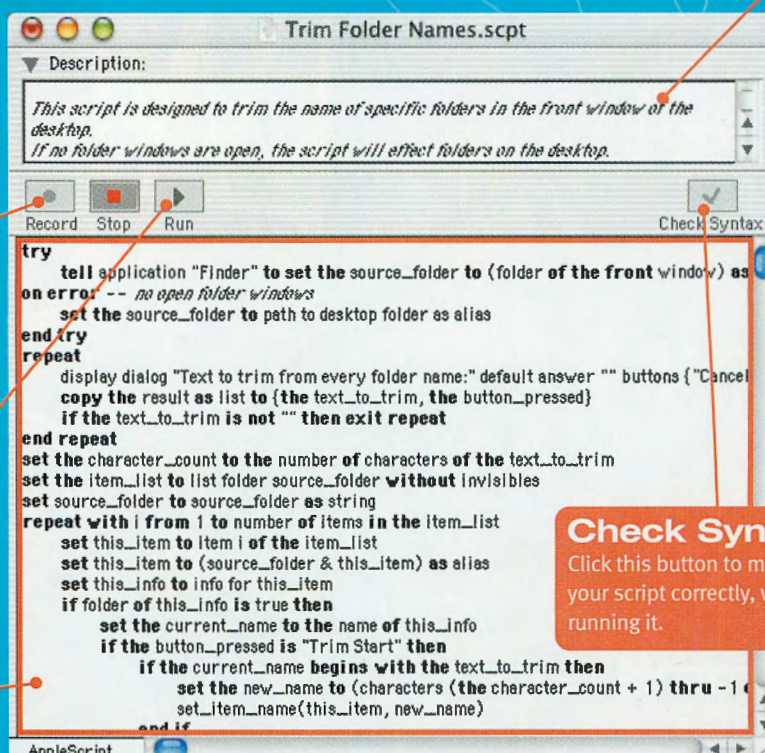 Trim Folder Names.scpt
Description:
This script is designed to trim the name of specific folders in the front window of the
desktop.
If no folder windows are open, the script will effect folders on the desktop.
Record Stop Run Check Syntax
try
tell application "Finder" to set the source_folder to (folder of the front window) as
on error -- no open folder windows
set the source_folder to path to desktop folder as alias
end try
repeat
display dialog "Text to trim from every folder name:" default answer "" buttons {"Cancel
copy the result as list to {the text_to_trim, the button_pressed}
if the text_to_trim is not "" then exit repeat
end repeat
set the character_count to the number of characters of the text_to_trim
set the item_list to list folder source_folder without invisibles
set source_folder to source_folder as string
repeat with i from 1 to number of items in the item_list
set this_item to item i of the item_list
set this_item to (source_folder & this_item) as alias
set this_info to info for this_item
if folder of this_info is true then
set the current_name to the name of this_info
if the button_pressed is "Trim Start" then
if the current_name begins with the text_to_trim then
set the new_name to (characters (the character_count + 1) thru -1
set_item_name(this_item, new_name)
end if
Check Syn
Click this button to m
your script correctly, w
running it.
AppleScript